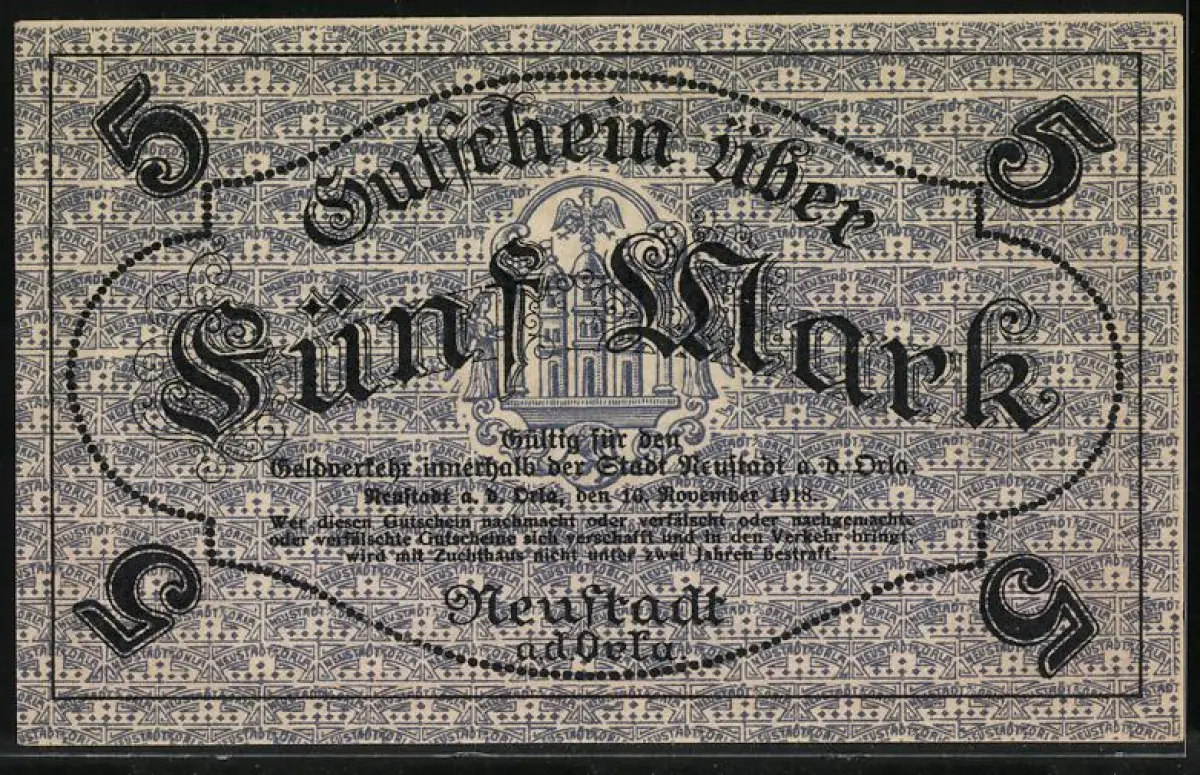 5
5
Gutschein über
Fünf Mark
Gültig für den
Geldverkehr innerhalb der Stadt Neustadt a. d. Orla.
Neustadt a. d. Orla, den 16. November 1918.
Wer diesen Gutschein nachmacht oder verfälscht oder nachgemachte
oder verfälschte Gutscheine sich verschafft und in den Verkehr bringt,
wird mit Zuchthaus nicht unter zwei Jahren bestraft.
Neustadt
a d Orla.
5
5